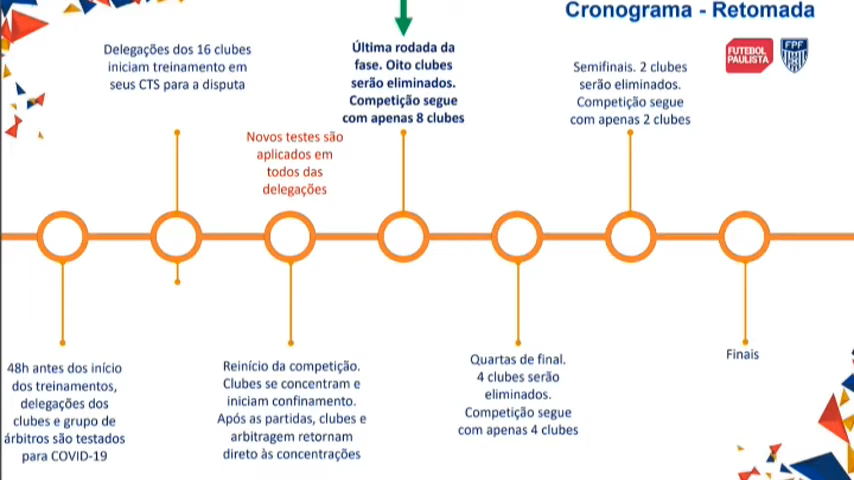 Cronograma - Retomada
FUTEBOL
PAULISTA
FPF
Delegações dos 16 clubes
iniciam treinamento em
seus CTS para a disputa
Última rodada da
fase. Oito clubes
serão eliminados.
Competição segue
com apenas 8 clubes
Semifinais. 2 clubes
serão eliminados.
Competição segue
com apenas 2 clubes
Novos testes são
aplicados em
todos das
delegações
48h antes dos início
dos treinamentos,
delegações dos
clubes e grupo de
árbitros são testados
para COVID-19
Reinício da competição.
Clubes se concentram e
iniciam confinamento.
Após as partidas, clubes e
arbitragem retornam
direto às concentrações
Quartas de final.
4 clubes serão
eliminados.
Competição segue
com apenas 4 clubes
Finais